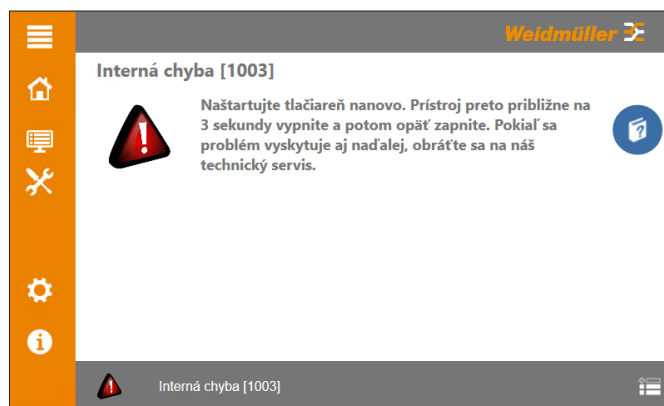 Weidmüller
Interná chyba [1003]
Naštartujte tlačiareň nanovo. Prístroj preto približne na
3 sekundy vypnite a potom opäť zapnite. Pokiaľ sa
problém vyskytuje aj naďalej, obráťte sa na náš
technický servis.
Interná chyba [1003]